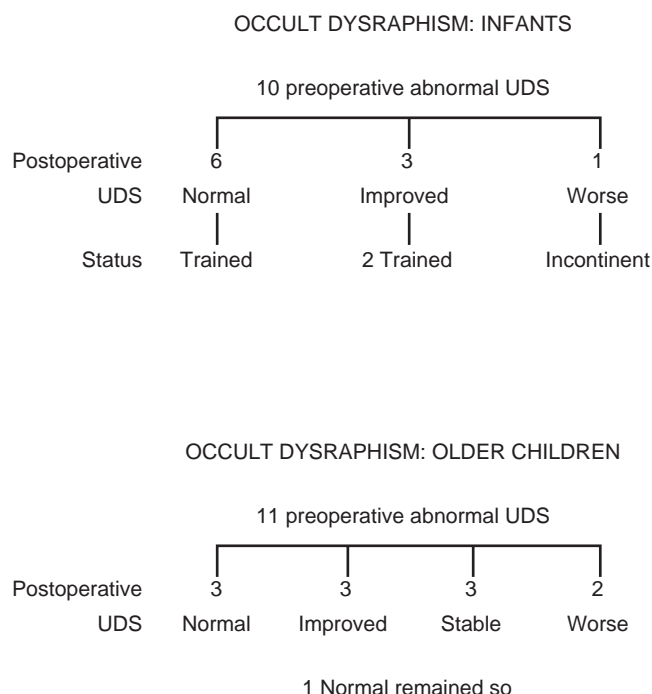 OCCULT DYSRAPHISM: INFANTS
10 preoperative abnormal UDS
Postoperative 6 3 1
UDS Normal Improved Worse
Status Trained 2 Trained Incontinent
OCCULT DYSRAPHISM: OLDER CHILDREN
11 preoperative abnormal UDS
Postoperative 3 3 3 2
UDS Normal Improved Stable Worse
1 Normal remained so